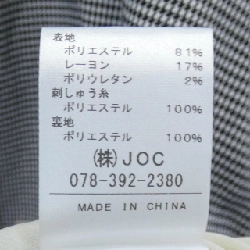 表地
ポリエステル 81%
レーヨン 17%
ポリウレタン 2%
刺しゅう糸
ポリエステル 100%
裏地
ポリエステル 100%
(株)JOC
078-392-2380
MADE IN CHINA